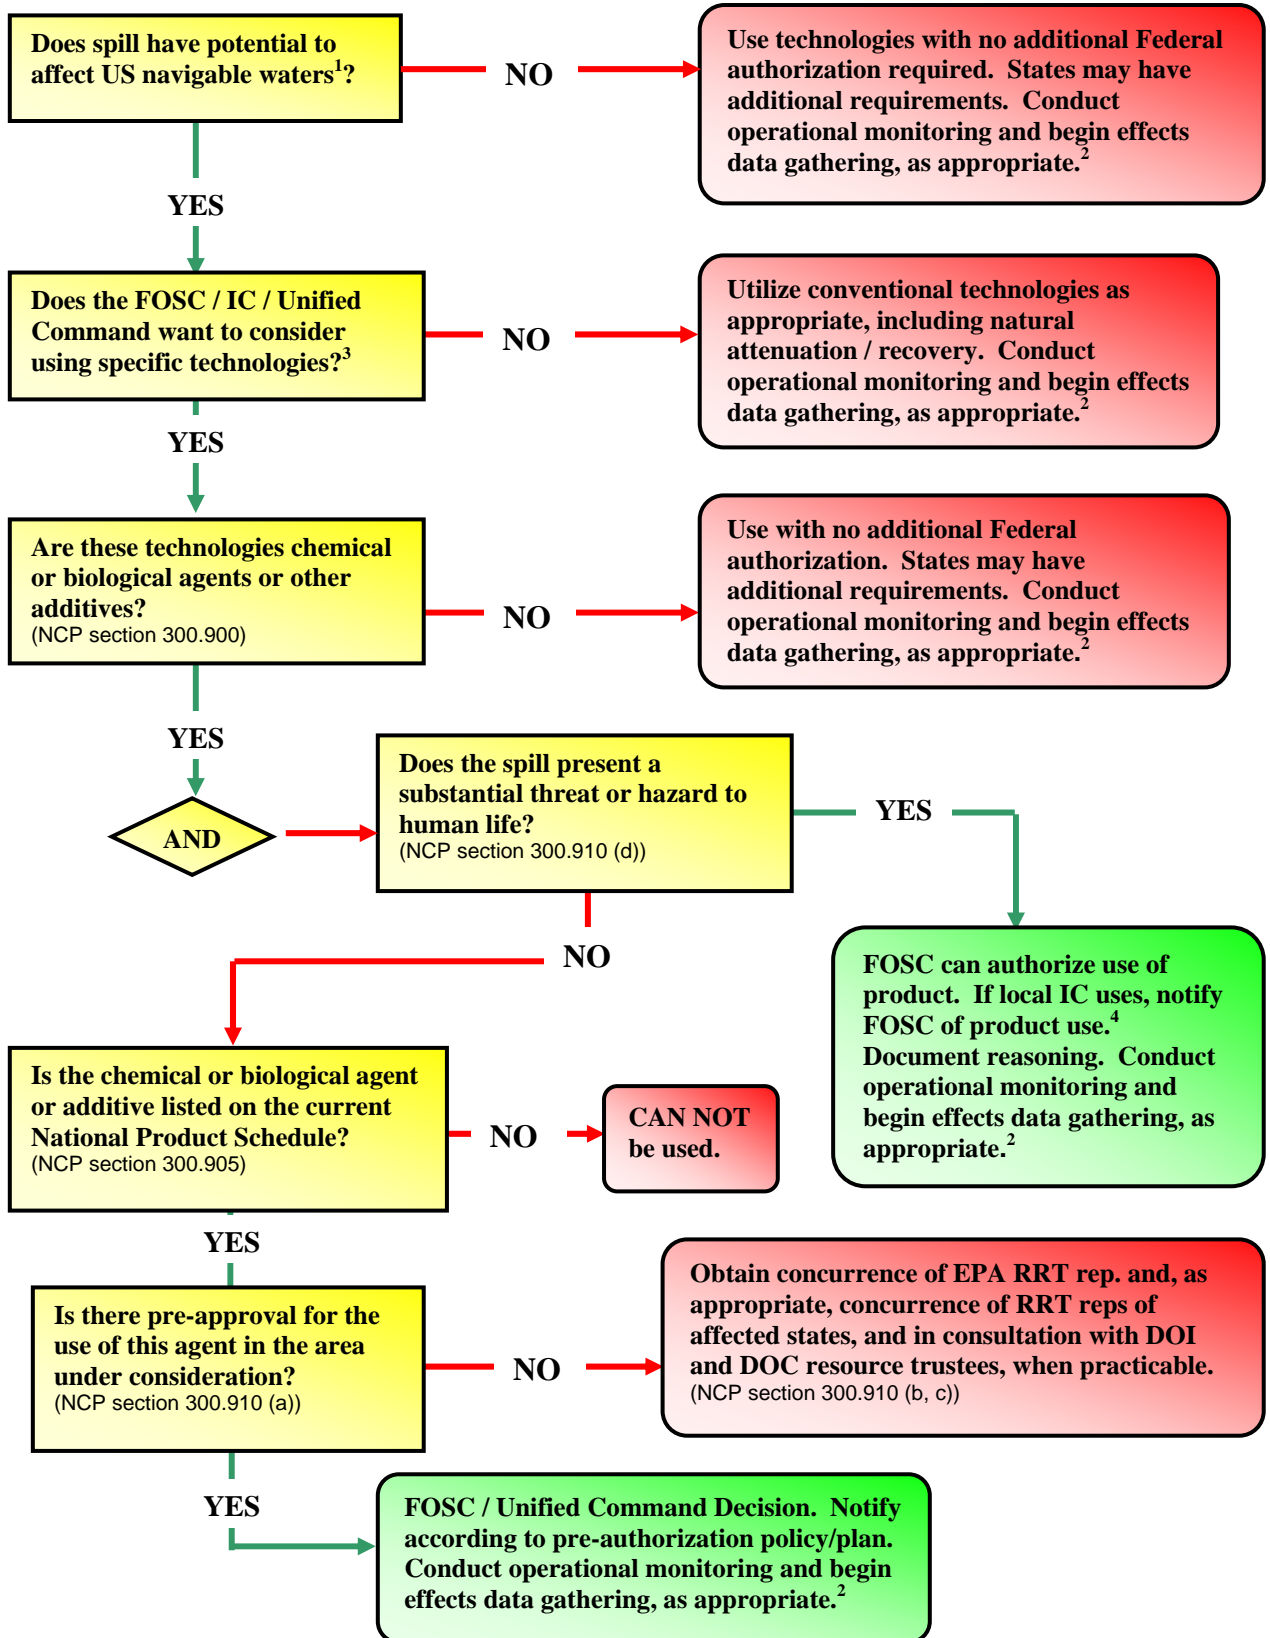 Does spill have potential to
affect US navigable waters¹?
NO
Use technologies with no additional Federal
authorization required. States may have
additional requirements. Conduct
operational monitoring and begin effects
data gathering, as appropriate.²
YES
Does the FOSC / IC / Unified
Command want to consider
using specific technologies?³
NO
Utilize conventional technologies as
appropriate, including natural
attenuation / recovery. Conduct
operational monitoring and begin effects
data gathering, as appropriate.²
YES
Are these technologies chemical
or biological agents or other
additives?
(NCP section 300.900)
NO
Use with no additional Federal
authorization. States may have
additional requirements. Conduct
operational monitoring and begin effects
data gathering, as appropriate.²
YES
AND
Does the spill present a
substantial threat or hazard to
human life?
(NCP section 300.910 (d))
YES
FOSC can authorize use of
product. If local IC uses, notify
FOSC of product use.⁴
Document reasoning. Conduct
operational monitoring and
begin effects data gathering, as
appropriate.²
NO
Is the chemical or biological agent
or additive listed on the current
National Product Schedule?
(NCP section 300.905)
NO
CAN NOT
be used.
YES
Is there pre-approval for the
use of this agent in the area
under consideration?
(NCP section 300.910 (a))
NO
Obtain concurrence of EPA RRT rep. and, as
appropriate, concurrence of RRT reps of
affected states, and in consultation with DOI
and DOC resource trustees, when practicable.
(NCP section 300.910 (b, c))
YES
FOSC / Unified Command Decision. Notify
according to pre-authorization policy/plan.
Conduct operational monitoring and begin
effects data gathering, as appropriate.²